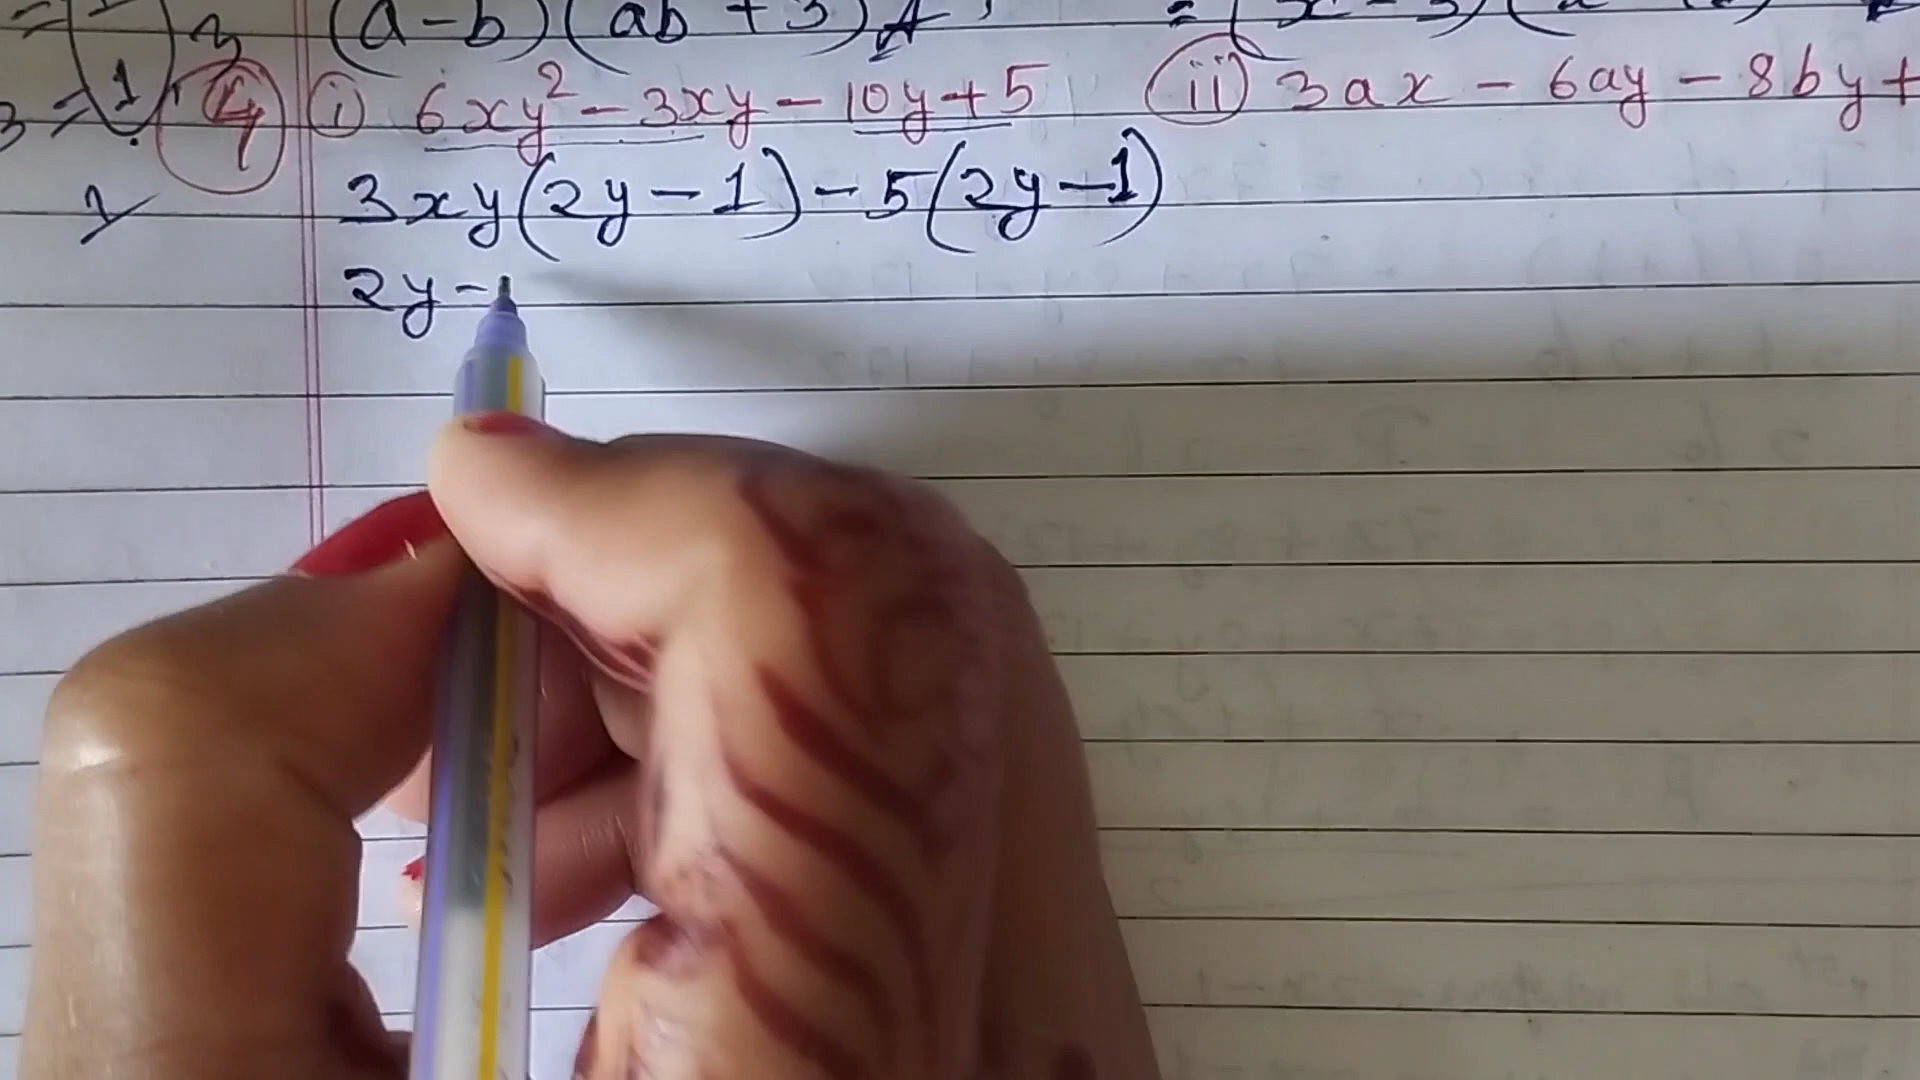 (a-b)(ab+3)
④ (i) 6xy² - 3xy - 10y + 5 (ii) 3ax - 6ay - 8by +
3xy(2y - 1) - 5(2y - 1)
2y -